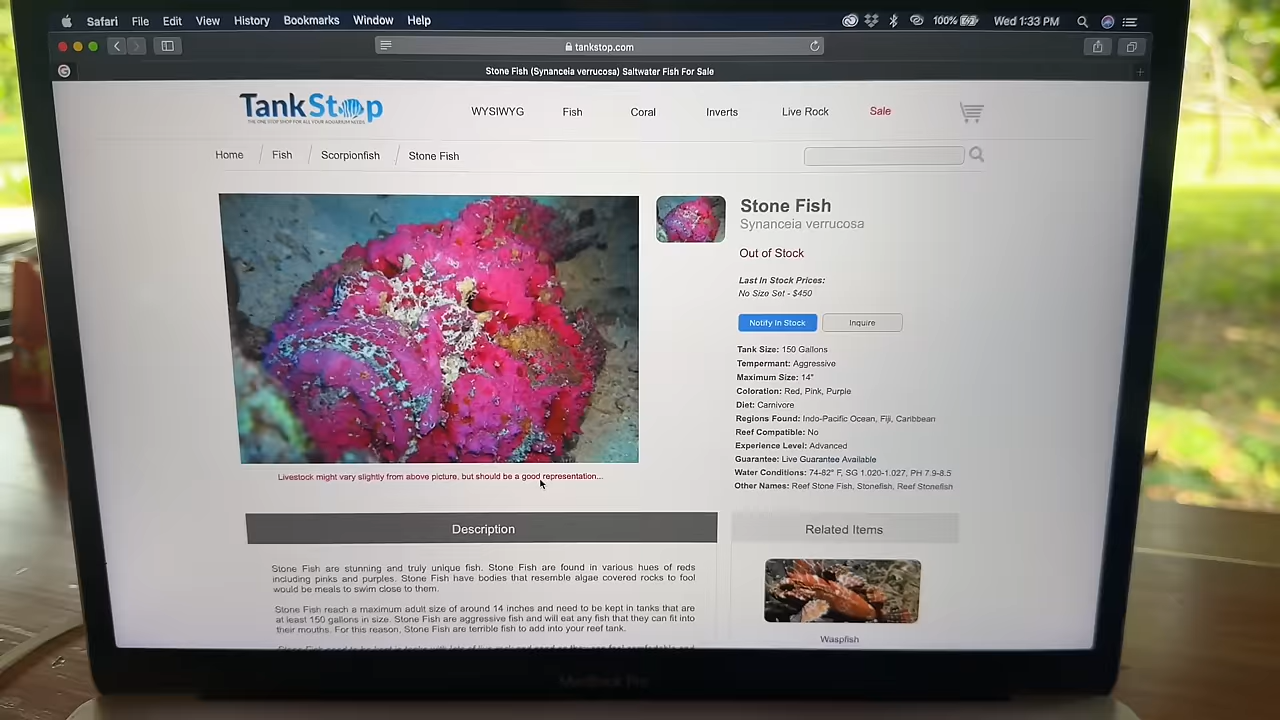 Safari File Edit View History Bookmarks Window Help 100% Wed 1:33 PM
tankstop.com
Stone Fish (Synanceia verrucosa) Saltwater Fish For Sale
TankStop
THE ONE STOP SHOP FOR ALL YOUR AQUARIUM NEEDS
WYSIWYG Fish Coral Inverts Live Rock Sale
Home Fish Scorpionfish Stone Fish
Stone Fish
Synanceia verrucosa
Out of Stock
Last In Stock Prices:
No Size Set - $450
Notify In Stock Inquire
Tank Size: 150 Gallons
Tempermant: Aggressive
Maximum Size: 14"
Coloration: Red, Pink, Purple
Diet: Carnivore
Regions Found: Indo-Pacific Ocean, Fiji, Caribbean
Reef Compatible: No
Experience Level: Advanced
Guarantee: Live Guarantee Available
Water Conditions: 74-82° F, SG 1.020-1.027, PH 7.9-8.5
Other Names: Reef Stone Fish, Stonefish, Reef Stonefish
Livestock might vary slightly from above picture, but should be a good representation...
Description
Stone Fish are stunning and truly unique fish. Stone Fish are found in various hues of reds
including pinks and purples. Stone Fish have bodies that resemble algae covered rocks to fool
would be meals to swim close to them.
Stone Fish reach a maximum adult size of around 14 inches and need to be kept in tanks that are
at least 150 gallons in size. Stone Fish are aggressive fish and will eat any fish that they can fit into
their mouths. For this reason, Stone Fish are terrible fish to add into your reef tank.
Related Items
Waspfish
MacBook Pro